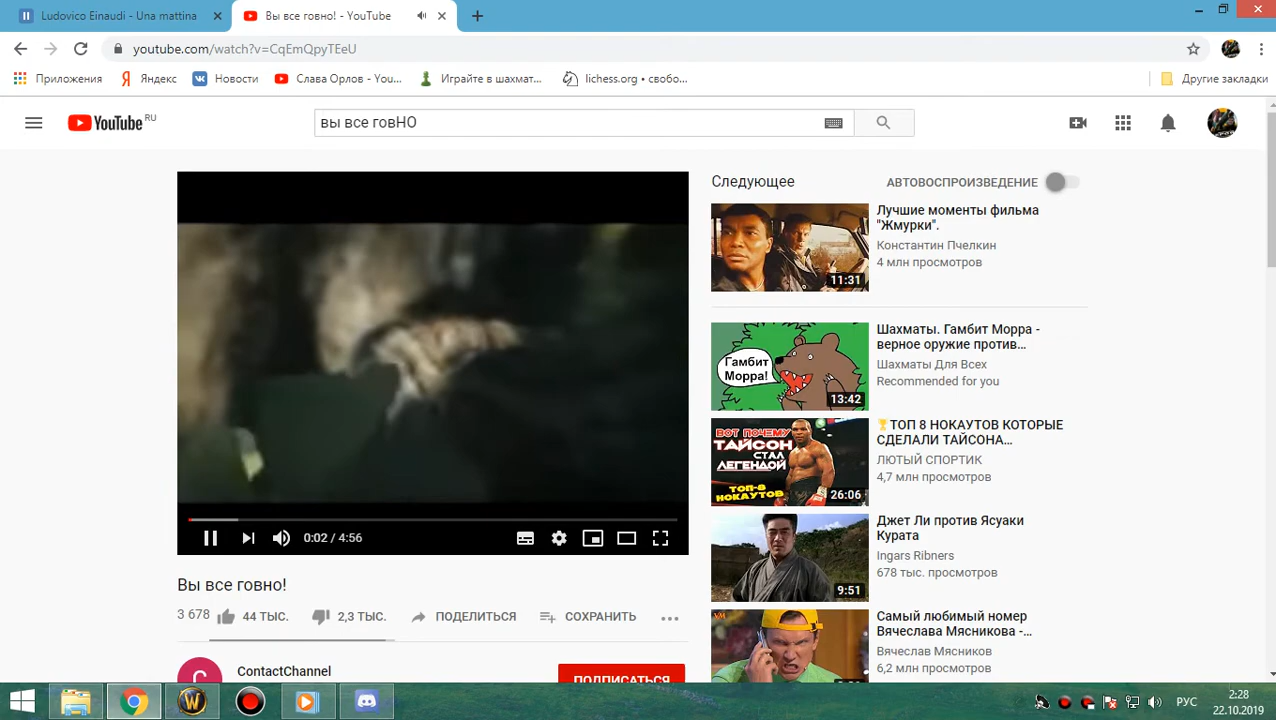 Ludovico Einaudi - Una mattina
Вы все говно! - YouTube
youtube.com/watch?v=CqEmQpyTEeU
Приложения
Яндекс
Новости
Слава Орлов - You...
Играйте в шахмат...
lichess.org • свобо...
Другие закладки
YouTube RU
вы все говНО
Следующее
АВТОВОСПРОИЗВЕДЕНИЕ
Лучшие моменты фильма
"Жмурки".
Константин Пчелкин
4 млн просмотров
11:31
Шахматы. Гамбит Морра -
верное оружие против...
Шахматы Для Всех
Recommended for you
Гамбит
Морра!
13:42
🏆ТОП 8 НОКАУТОВ КОТОРЫЕ
СДЕЛАЛИ ТАЙСОНА...
ЛЮТЫЙ СПОРТИК
4,7 млн просмотров
ВОТ ПОЧЕМУ
ТАЙСОН
СТАЛ
ЛЕГЕНДОЙ
ТОП-8
НОКАУТОВ
26:06
Джет Ли против Ясуаки
Курата
Ingars Ribners
678 тыс. просмотров
9:51
Самый любимый номер
Вячеслава Мясникова -...
Вячеслав Мясников
6,2 млн просмотров
0:02 / 4:56
Вы все говно!
3 678
44 ТЫС.
2,3 ТЫС.
ПОДЕЛИТЬСЯ
СОХРАНИТЬ
C
ContactChannel
ПОДПИСАТЬСЯ
РУС
2:28
22.10.2019